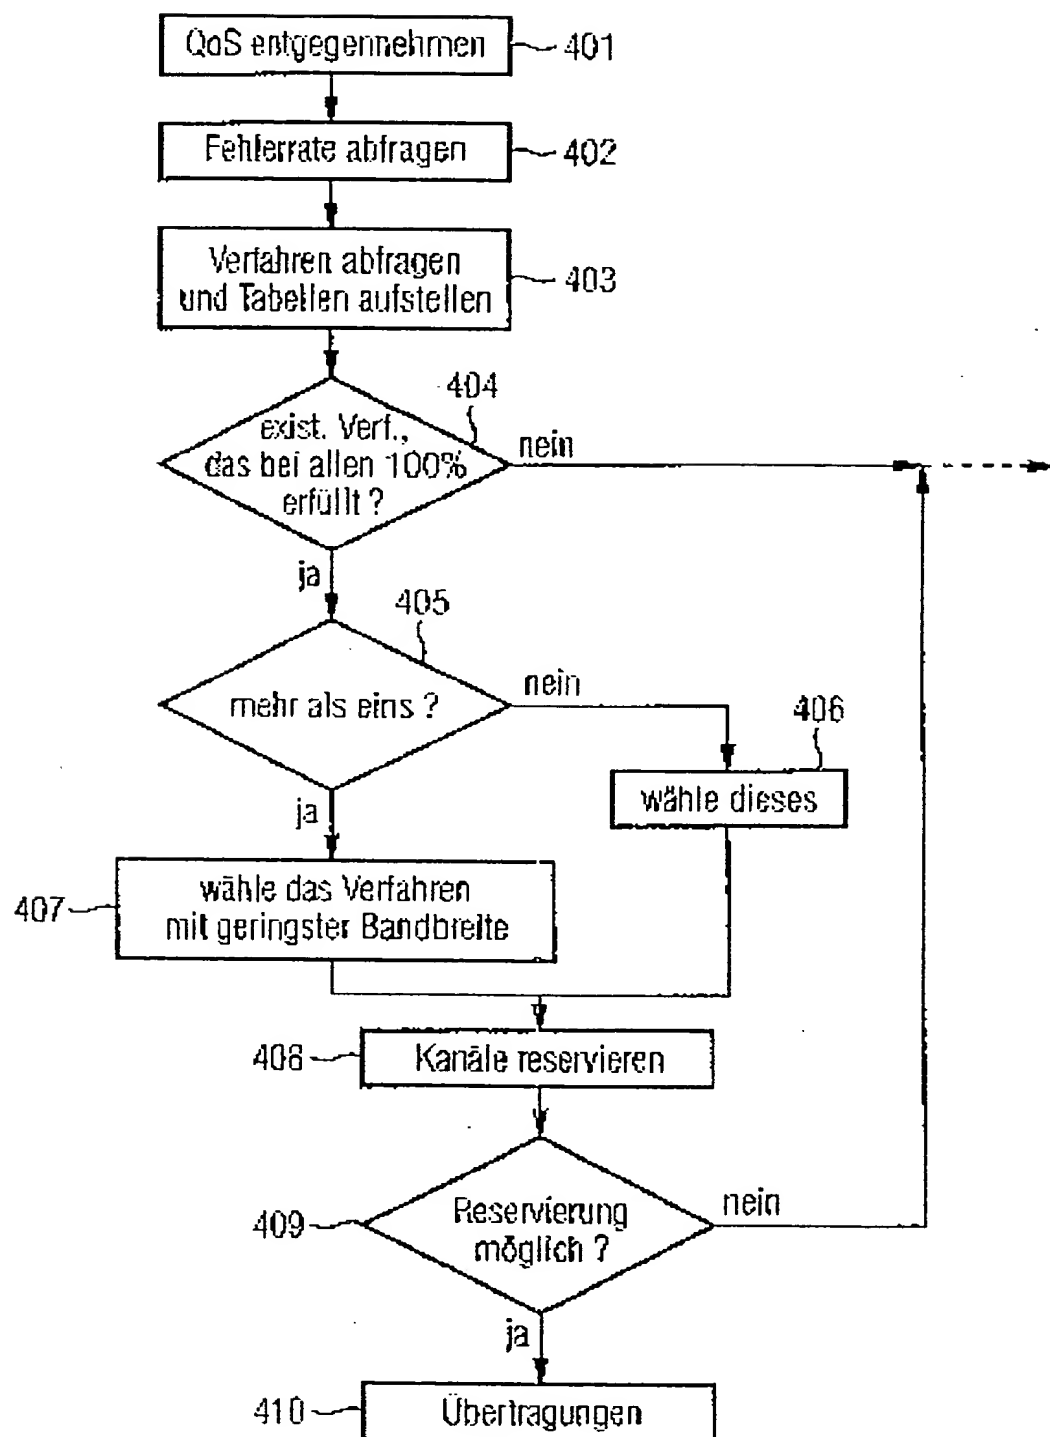 QoS entgegennehmen
401
Fehlerrate abfragen
402
Verfahren abfragen
und Tabellen aufstellen
403
404
exist. Verf.,
das bei allen 100%
erfüllt ?
nein
ja
405
mehr als eins ?
nein
406
wähle dieses
ja
407
wähle das Verfahren
mit geringster Bandbreite
408
Kanäle reservieren
409
Reservierung
möglich ?
nein
ja
410
Übertragungen